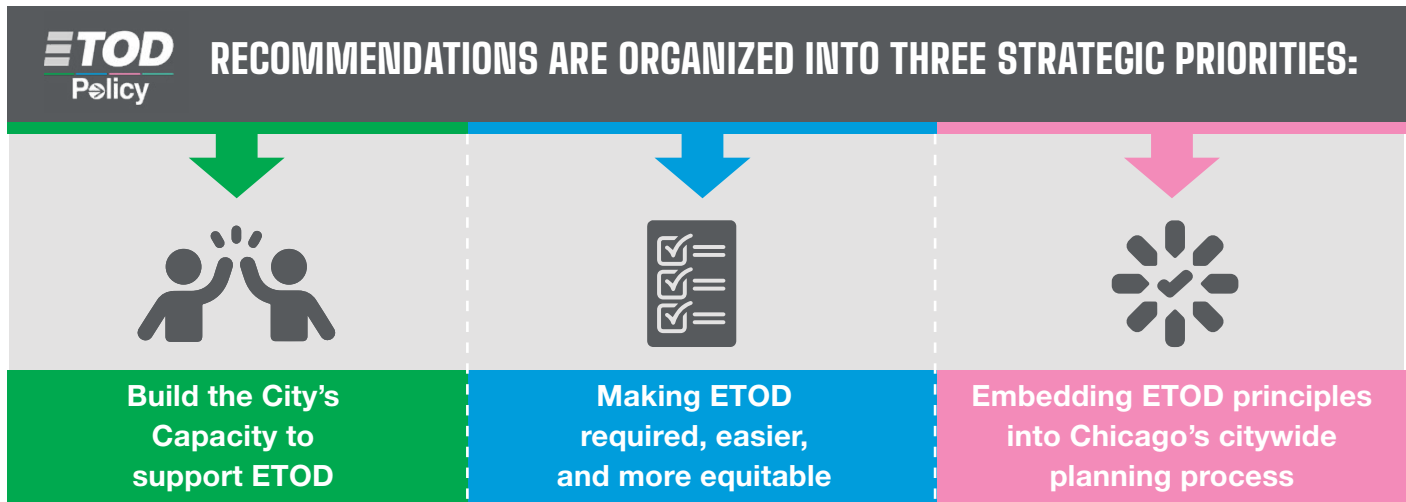 ETOD
Policy
RECOMMENDATIONS ARE ORGANIZED INTO THREE STRATEGIC PRIORITIES:
Build the City’s
Capacity to
support ETOD
Making ETOD
required, easier,
and more equitable
Embedding ETOD principles
into Chicago’s citywide
planning process